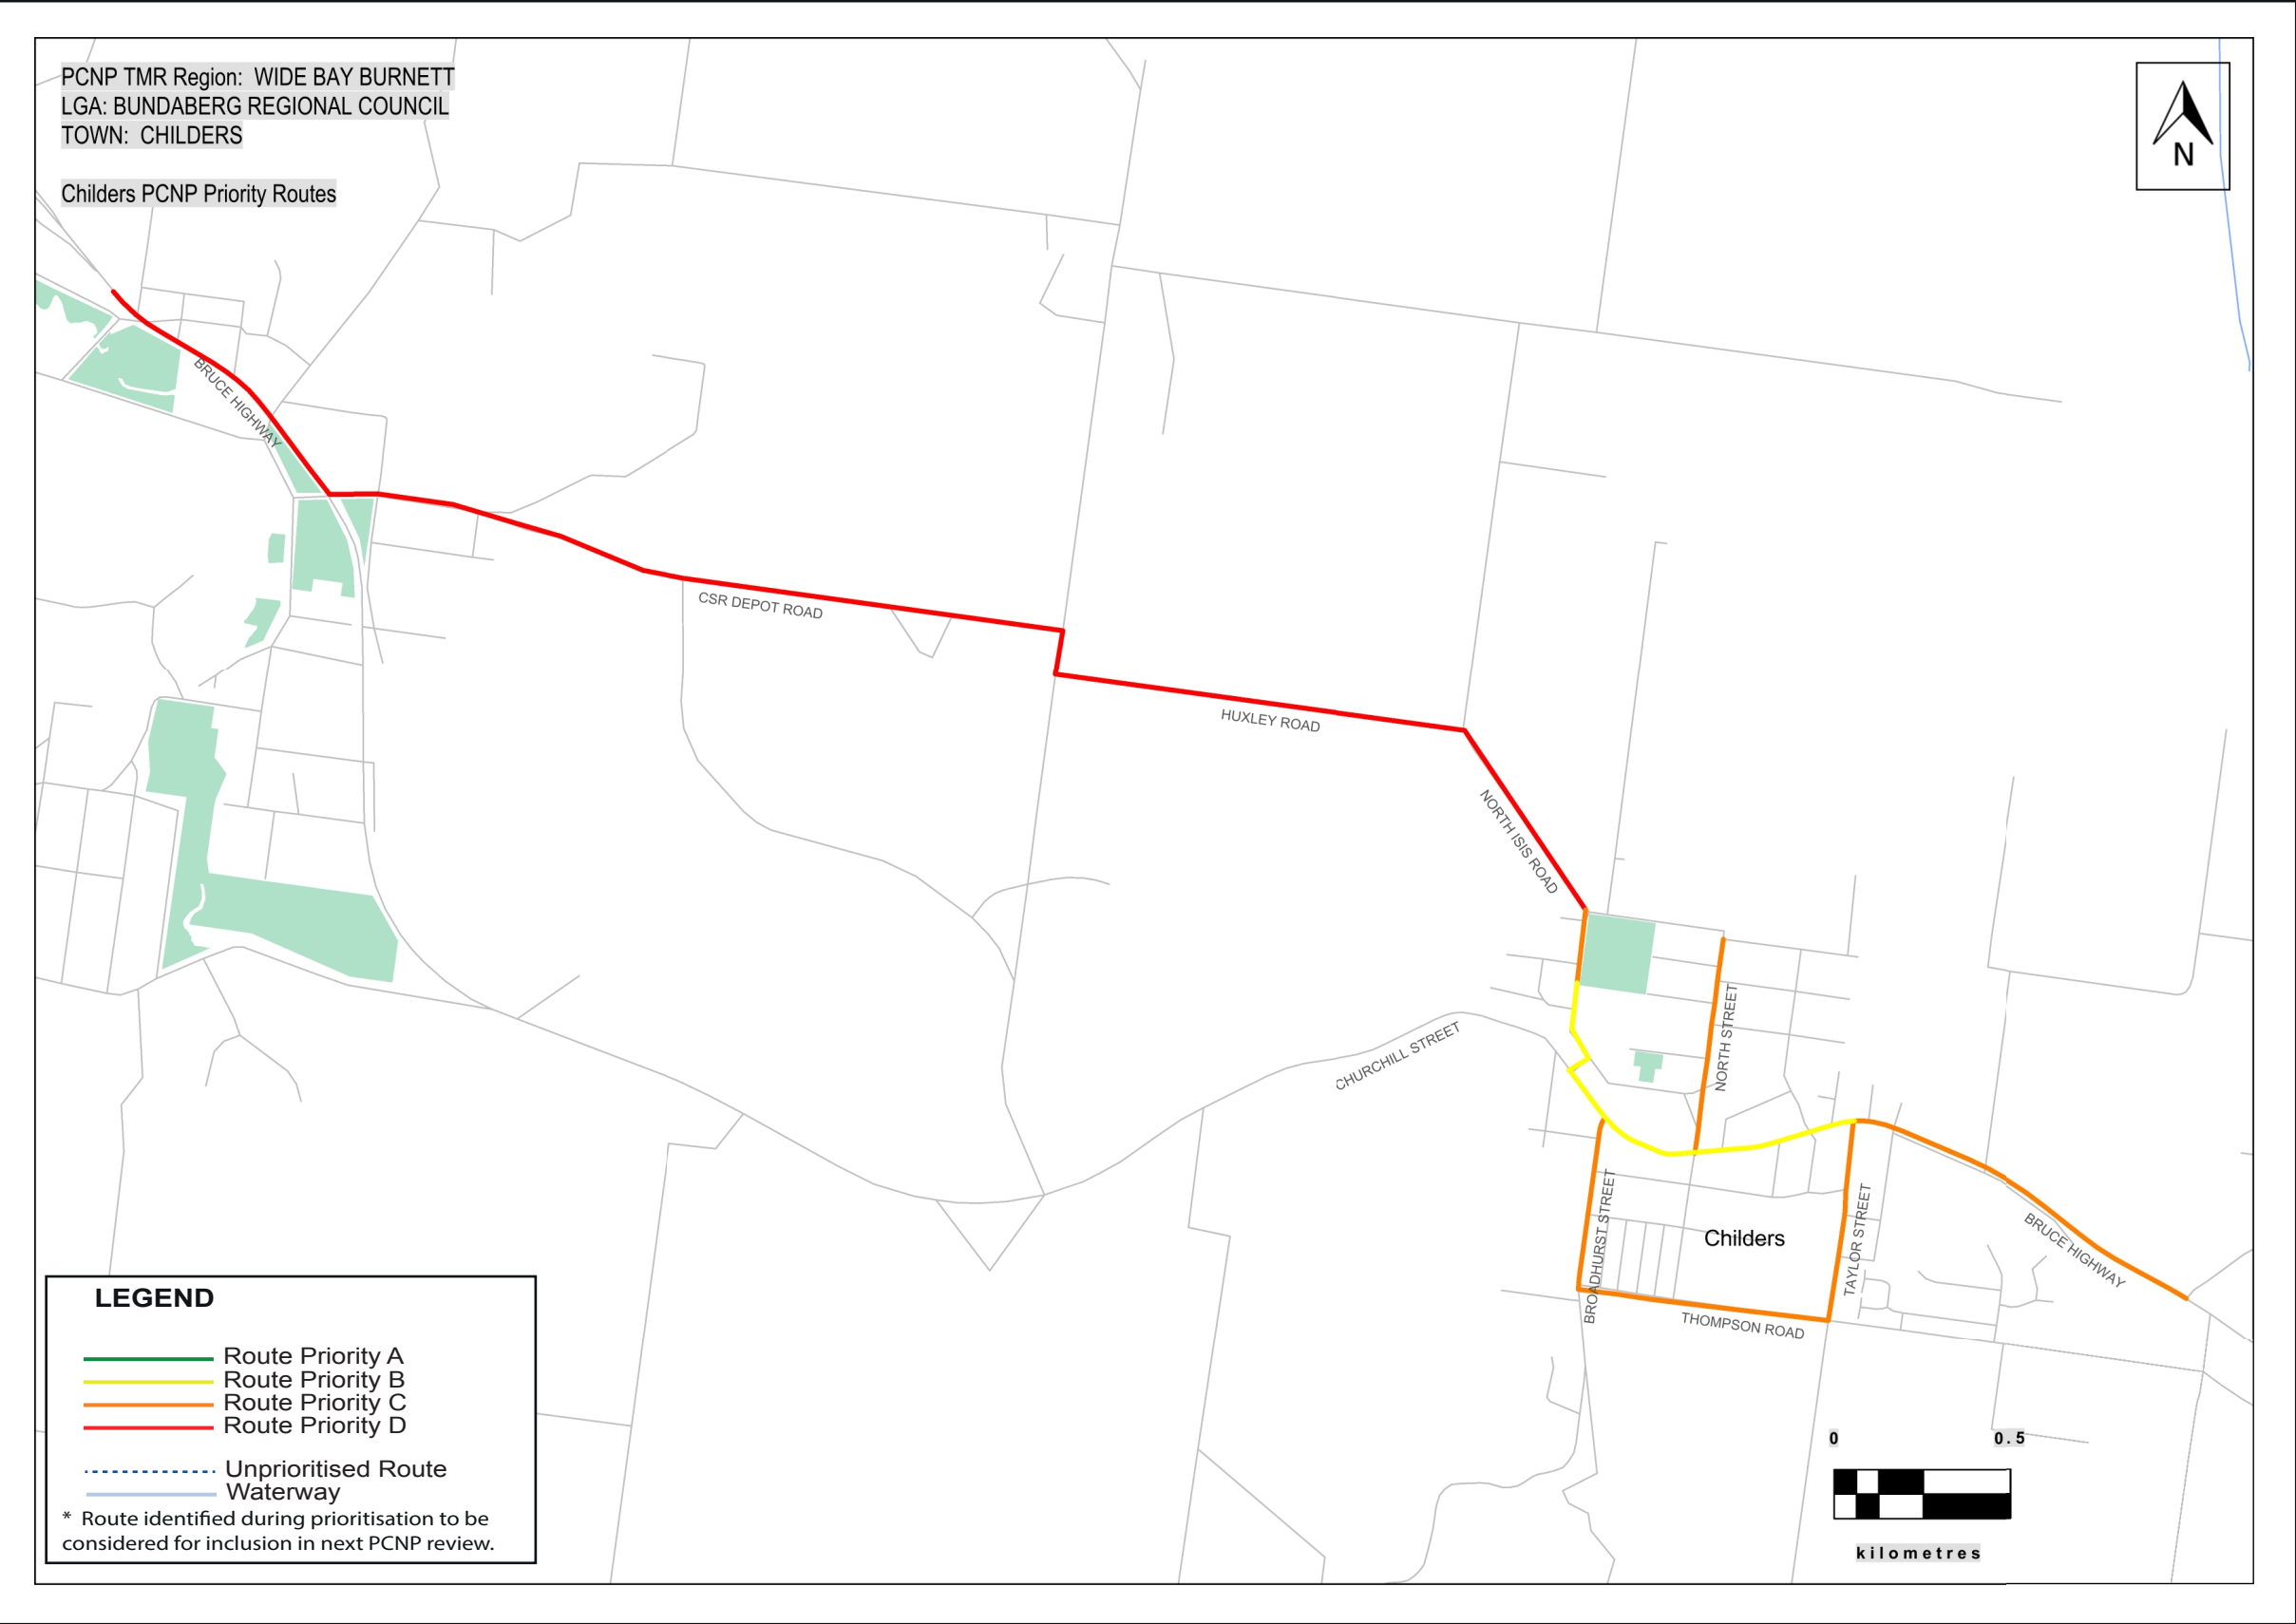 PCNP TMR Region:  WIDE BAY BURNETT
LGA: BUNDABERG REGIONAL COUNCIL
TOWN:  CHILDERS
Childers PCNP Priority Routes
N
BRUCE HIGHWAY
CSR DEPOT ROAD
HUXLEY ROAD
NORTH ISIS ROAD
CHURCHILL STREET
NORTH STREET
BROADHURST STREET
Childers
TAYLOR STREET
BRUCE HIGHWAY
THOMPSON ROAD
LEGEND
Route Priority A
Route Priority B
Route Priority C
Route Priority D
Unprioritised Route
Waterway
* Route identified during prioritisation to be
considered for inclusion in next PCNP review.
0 0.5
kilometres